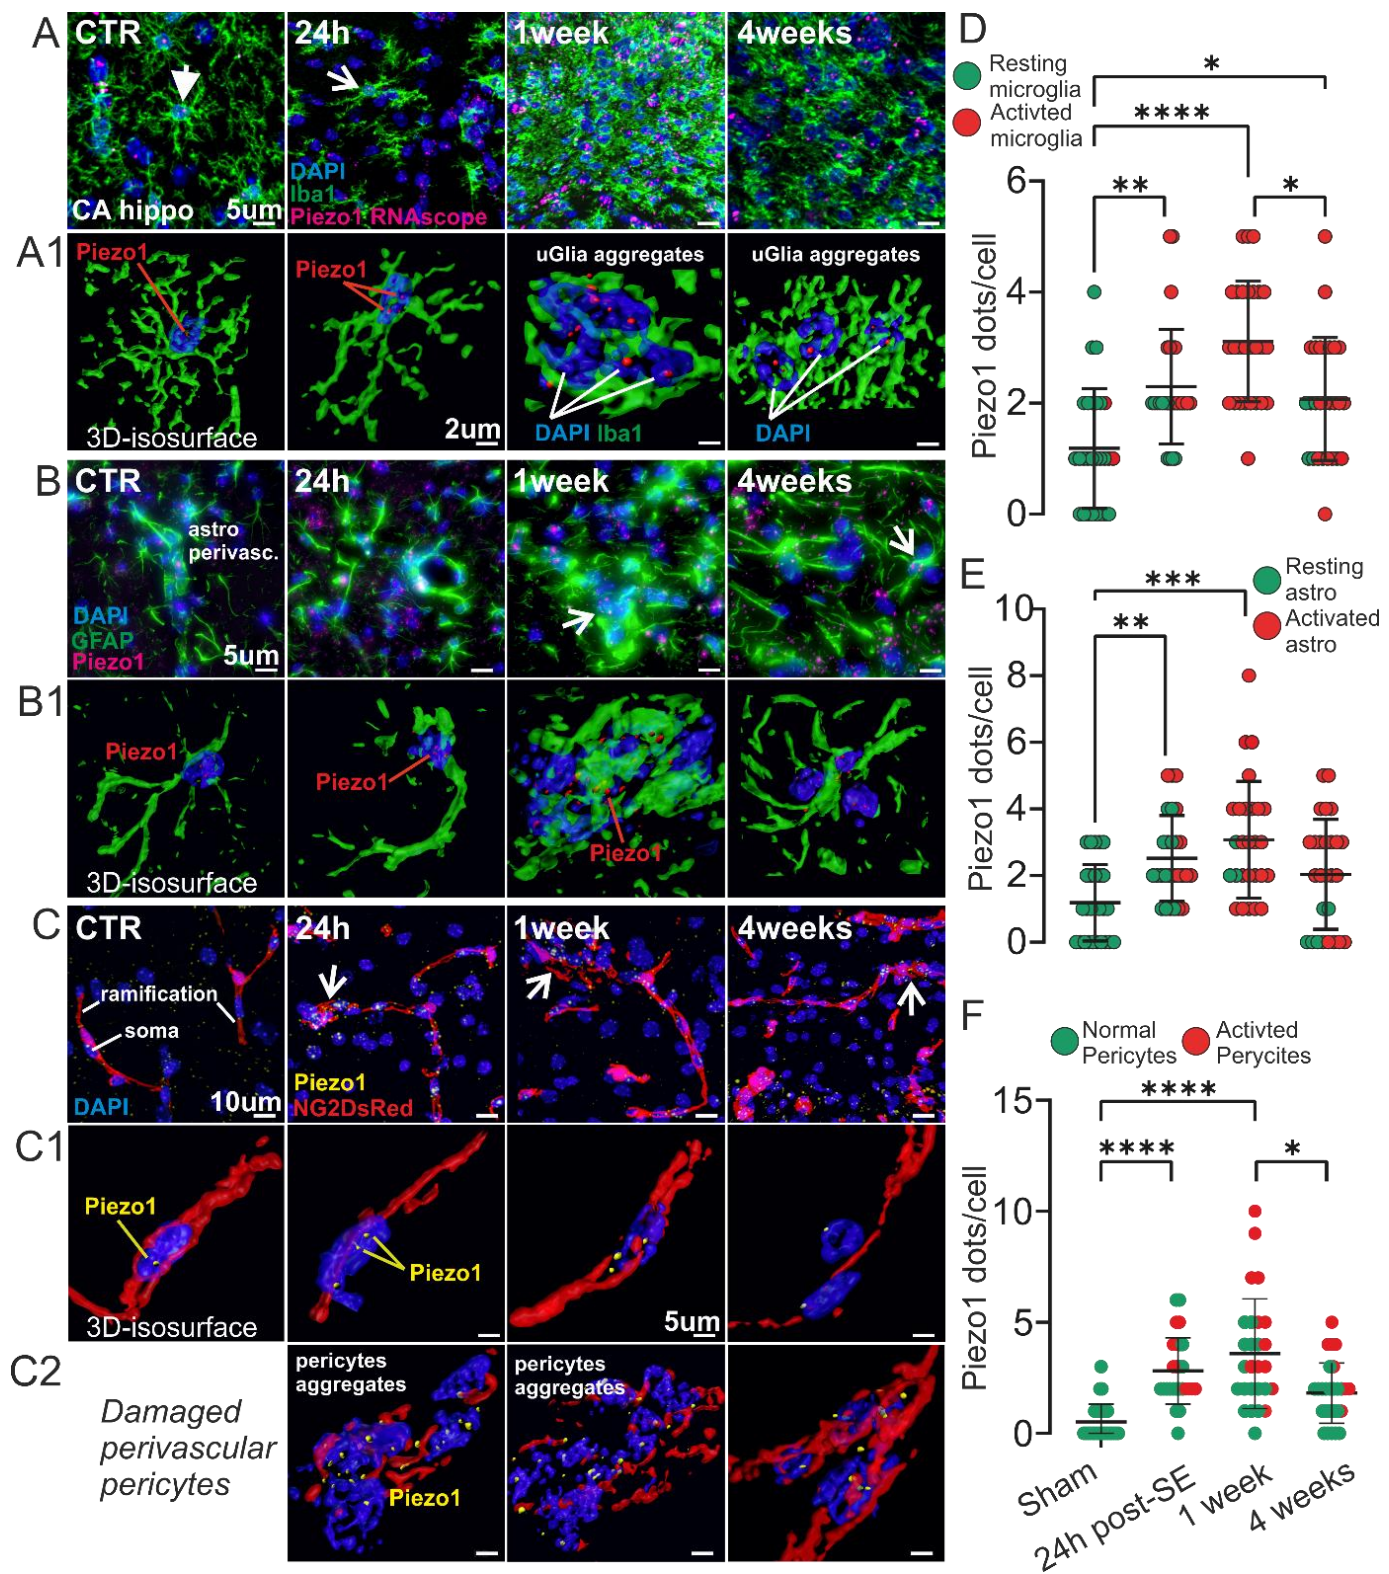 A
CTR
24h
1week
4weeks
DAPI
Iba1
Piezo1 RNAscope
CA hippo
5um
A1
Piezo1
Piezo1
uGlia aggregates
uGlia aggregates
3D-isosurface
2um
DAPI Iba1
DAPI
B
CTR
24h
1week
4weeks
astro
perivasc.
DAPI
GFAP
Piezo1
5um
B1
Piezo1
Piezo1
Piezo1
3D-isosurface
C
CTR
24h
1week
4weeks
ramification
soma
DAPI
10um
Piezo1
NG2DsRed
C1
Piezo1
Piezo1
3D-isosurface
5um
C2
Damaged
perivascular
pericytes
pericytes
aggregates
Piezo1
pericytes
aggregates
D
Resting
microglia
Activted
microglia
*
****
**
*
Piezo1 dots/cell
6
4
2
0
E
Resting
astro
Activated
astro
***
**
Piezo1 dots/cell
10
8
6
4
2
0
F
Normal
Pericytes
Activted
Perycites
****
****
*
Piezo1 dots/cell
15
10
5
0
Sham
24h post-SE
1 week
4 weeks